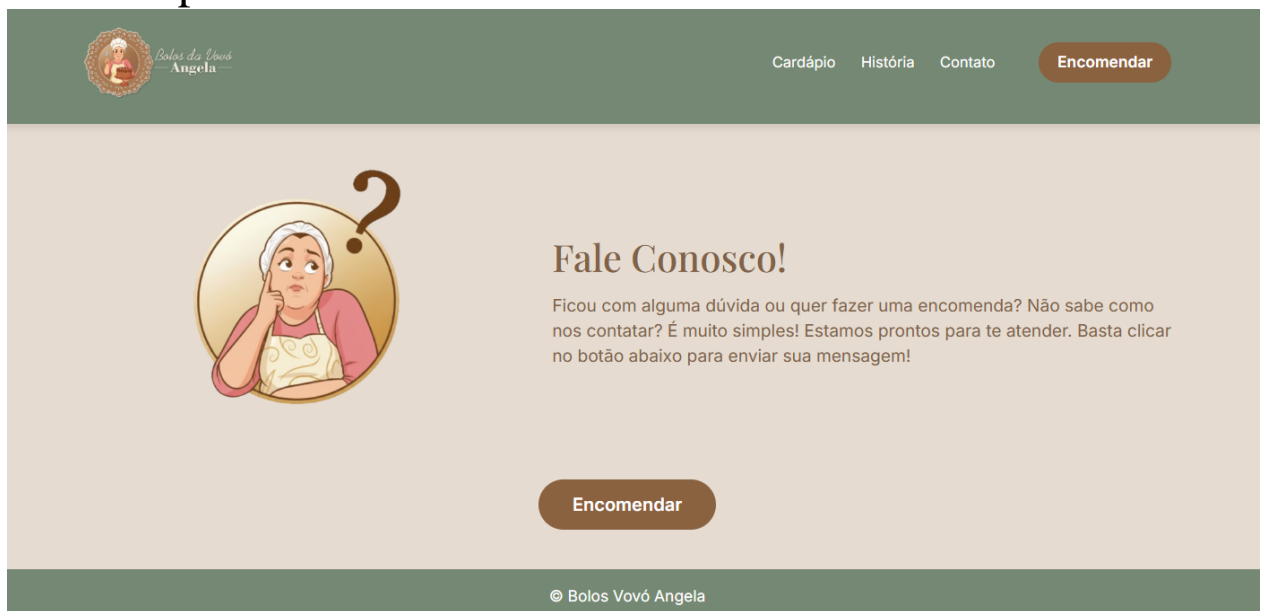 Bolos da Vovó
Angela
Cardápio História Contato Encomendar
?
Fale Conosco!
Ficou com alguma dúvida ou quer fazer uma encomenda? Não sabe como
nos contatar? É muito simples! Estamos prontos para te atender. Basta clicar
no botão abaixo para enviar sua mensagem!
Encomendar
© Bolos Vovó Angela